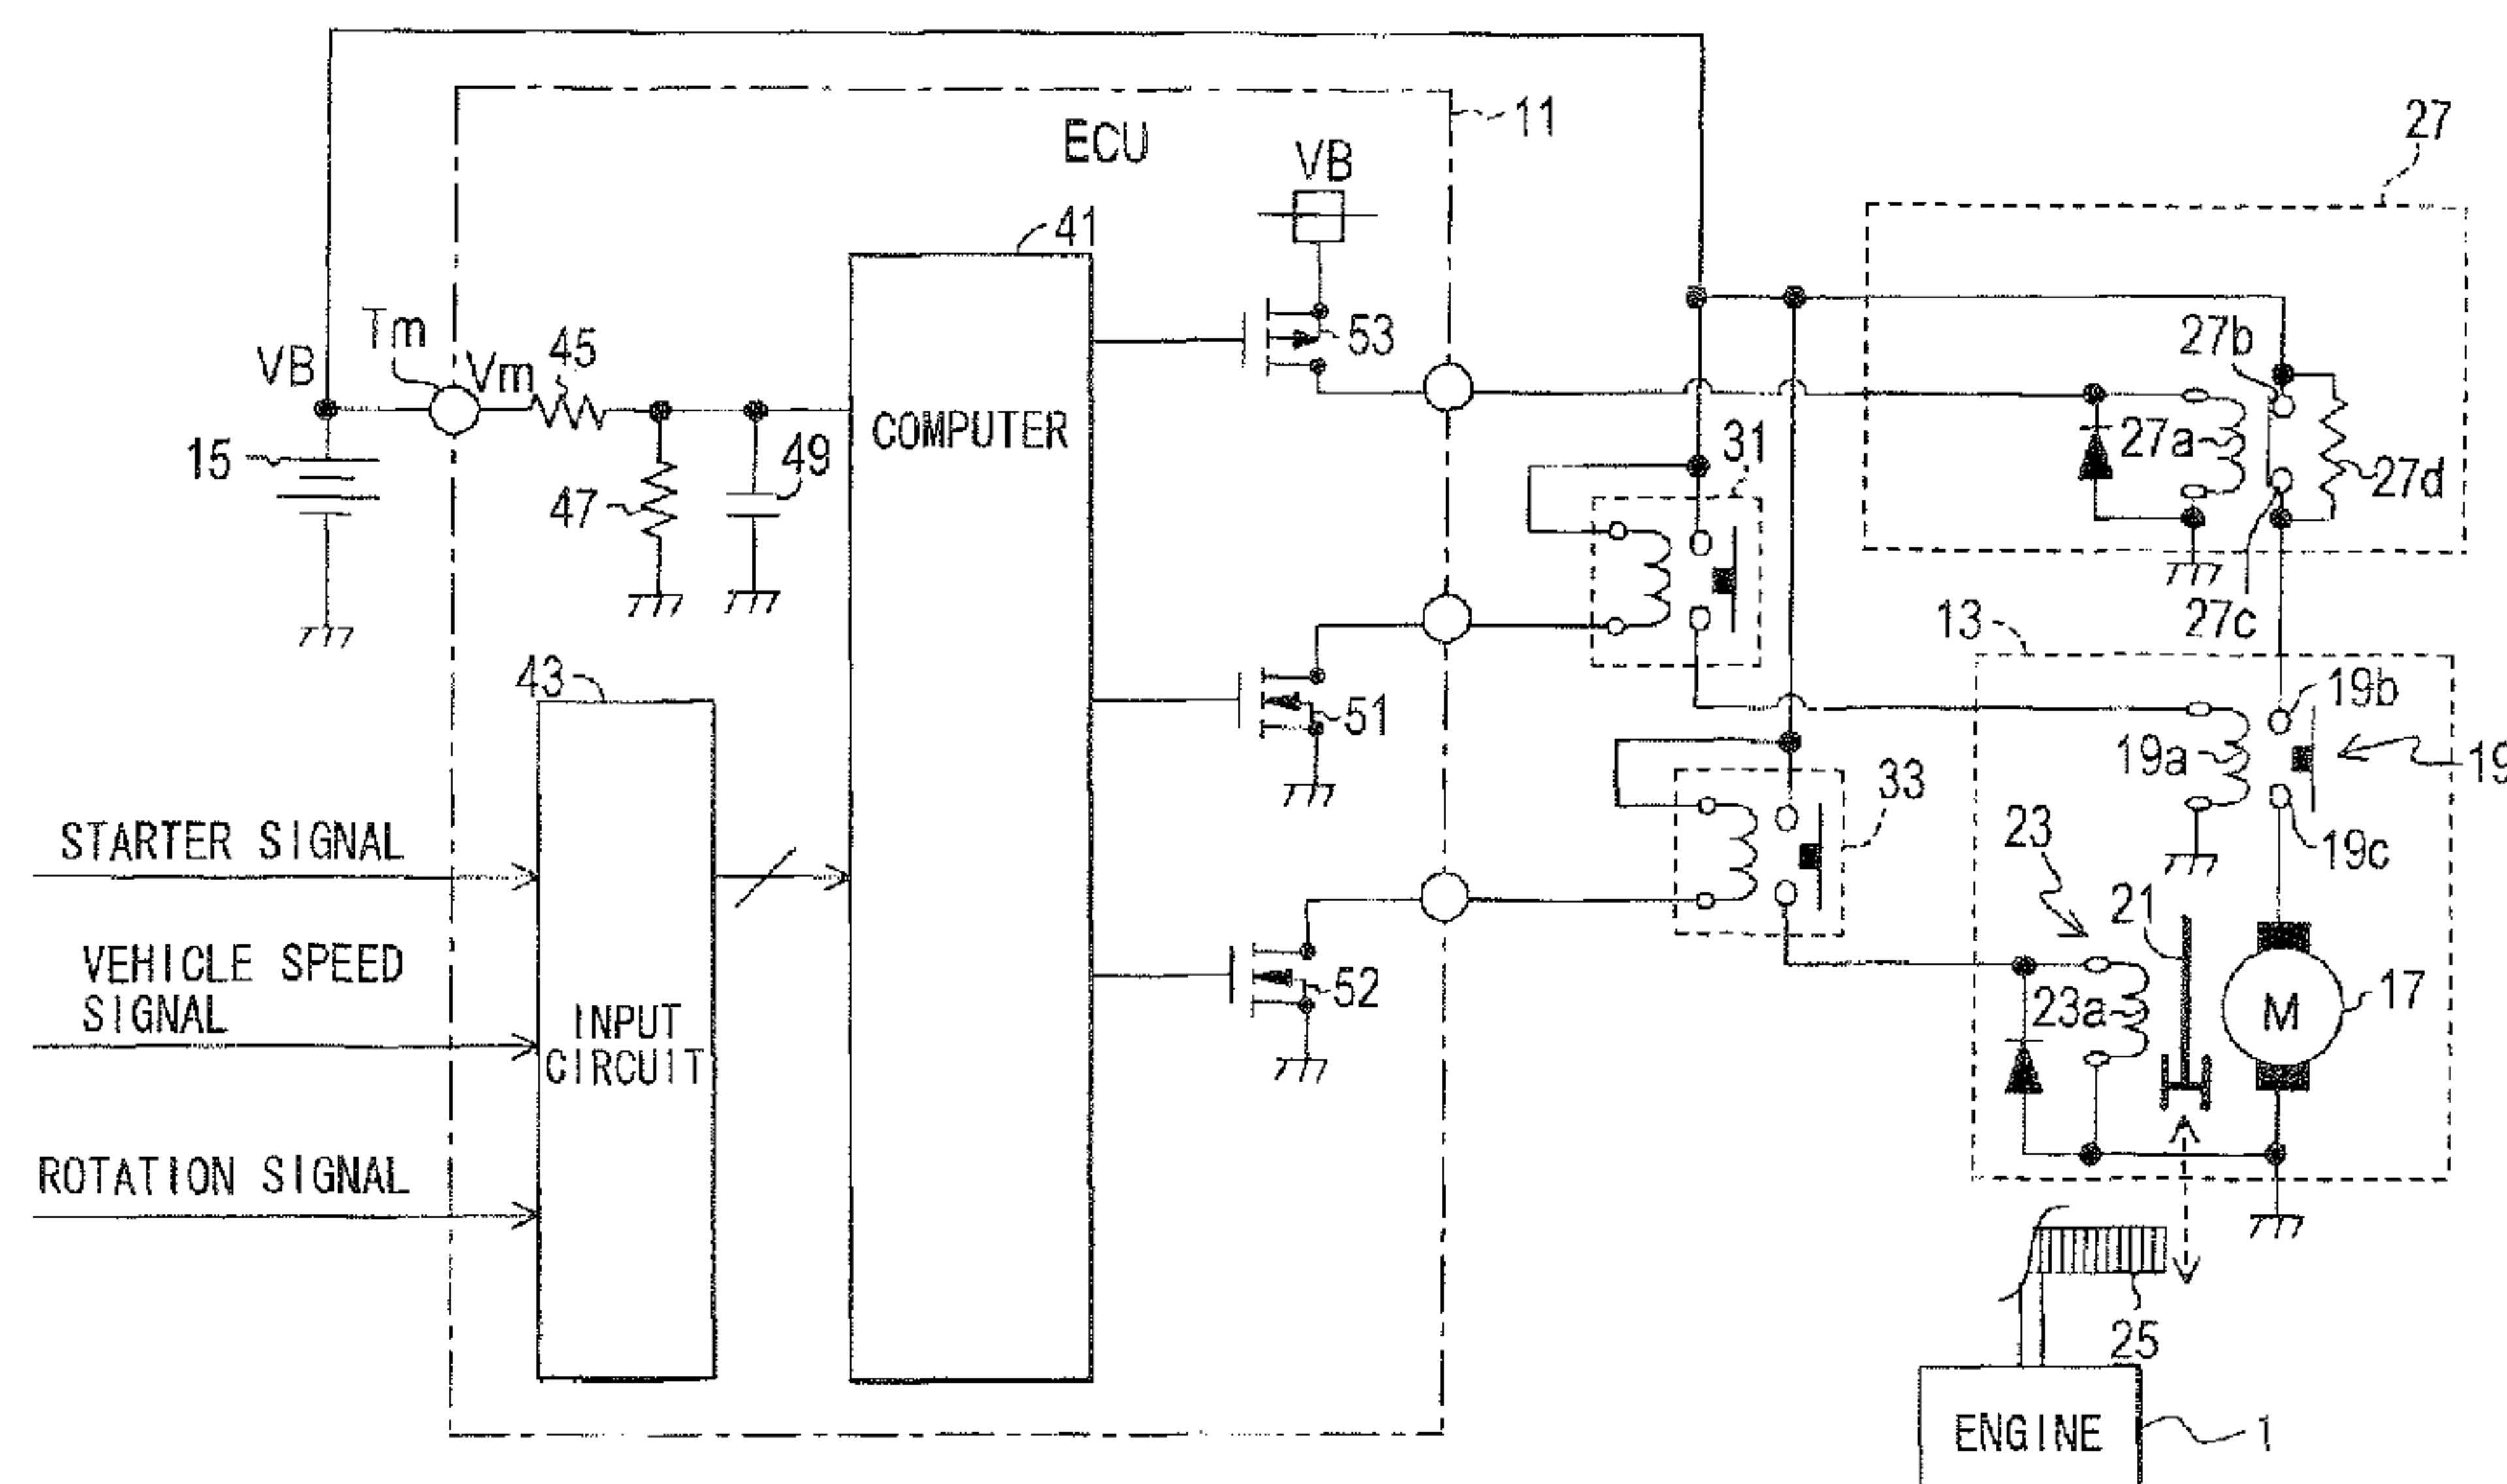 ECU
11
27
VB
41
Tm
VB
Vm
45
53
27b
15
COMPUTER
31
27a
27d
47
49
27c
13
43
51
19b
19a
19
33
STARTER SIGNAL
23
19c
21
VEHICLE SPEED
SIGNAL
52
23a
M
17
INPUT
CIRCUIT
ROTATION SIGNAL
25
ENGINE
1